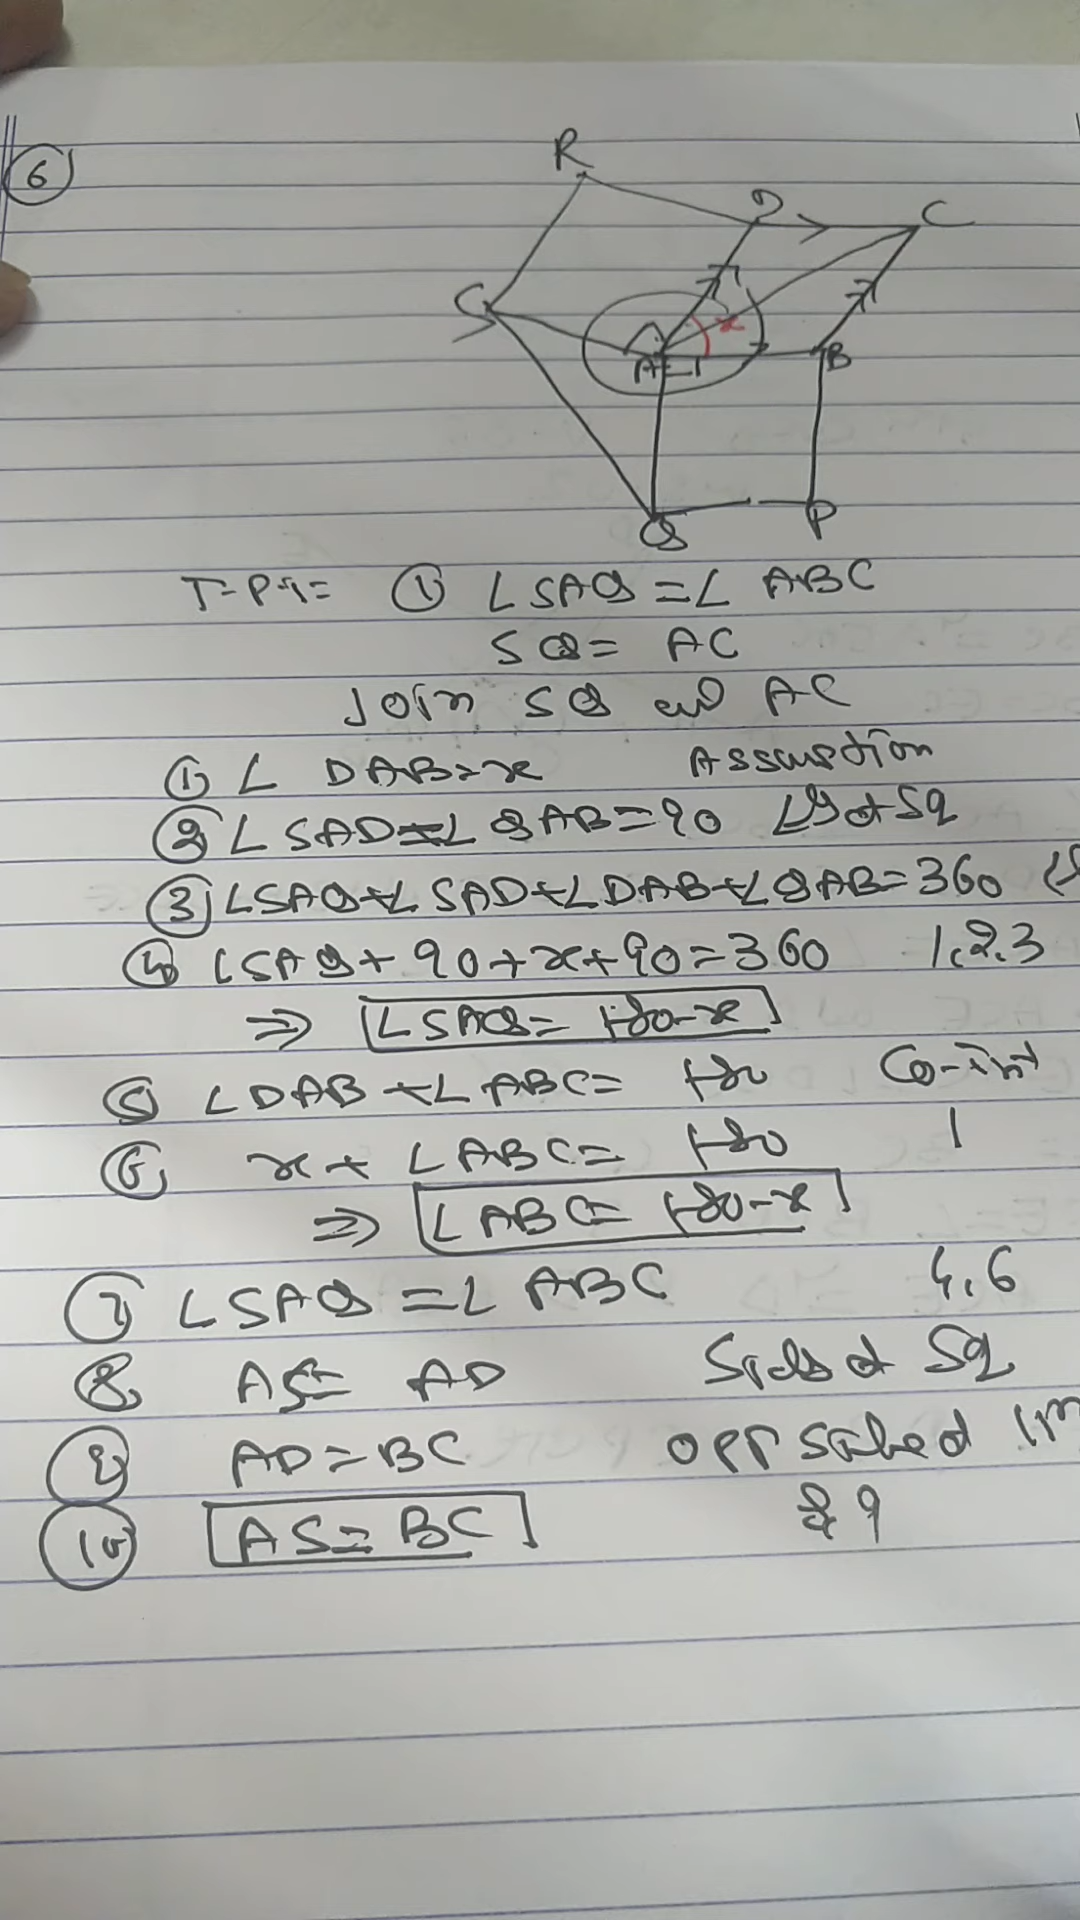 6
R
D
C
S
x
A
B
Q
P
T-P-T= ① ∠SAQ = ∠ABC
SQ = AC
Join SQ and AC
① ∠DAB = x Assuption
② ∠SAD = ∠QAB = 90 ∠s of Sq
③ ∠SAQ + ∠SAD + ∠DAB + ∠QAB = 360
④ ∠SAQ + 90 + x + 90 = 360 1,2,3
⇒ ∠SAQ = 180 - x
⑤ ∠DAB + ∠ABC = 180 Co-int
⑥ x + ∠ABC = 180 1
⇒ ∠ABC = 180 - x
⑦ ∠SAQ = ∠ABC 4,6
⑧ AS = AD Sides of Sq
⑨ AD = BC opp of
⑩ AS = BC 8 9